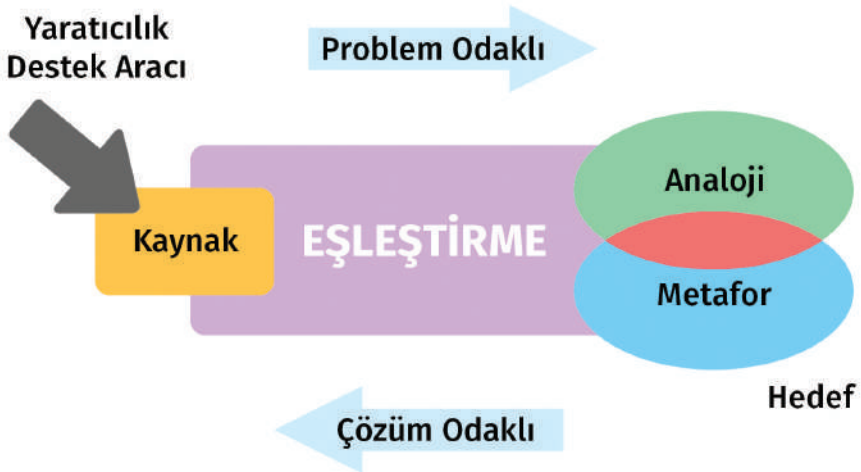 Yaratıcılık
Destek Aracı
Problem Odaklı
Kaynak
EŞLEŞTİRME
Analoji
Metafor
Hedef
Çözüm Odaklı